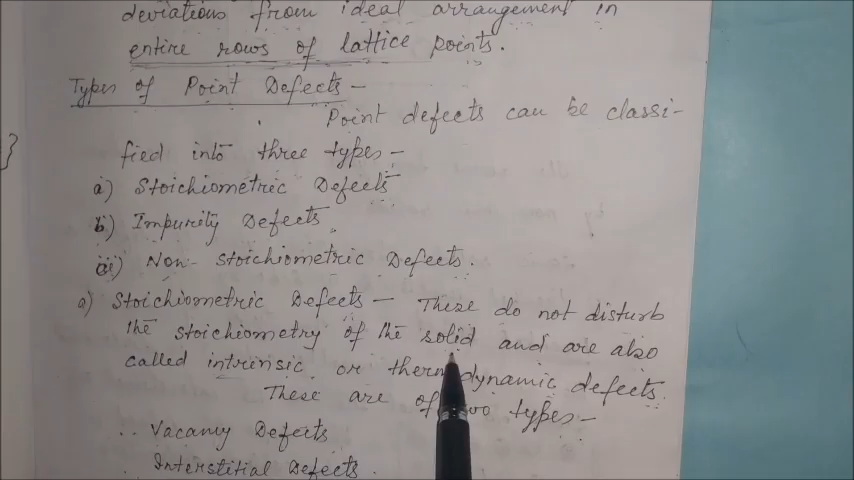 deviations from ideal arrangement in
entire rows of lattice points.
Types of Point Defects -
Point defects can be classi-
fied into three types -
a) Stoichiometric Defects
b) Impurity Defects
iii) Non-stoichiometric Defects.
a) Stoichiometric Defects - These do not disturb
the stoichiometry of the solid and are also
called intrinsic or thermodynamic defects.
These are of two types -
Vacancy Defects
Interstitial Defects.